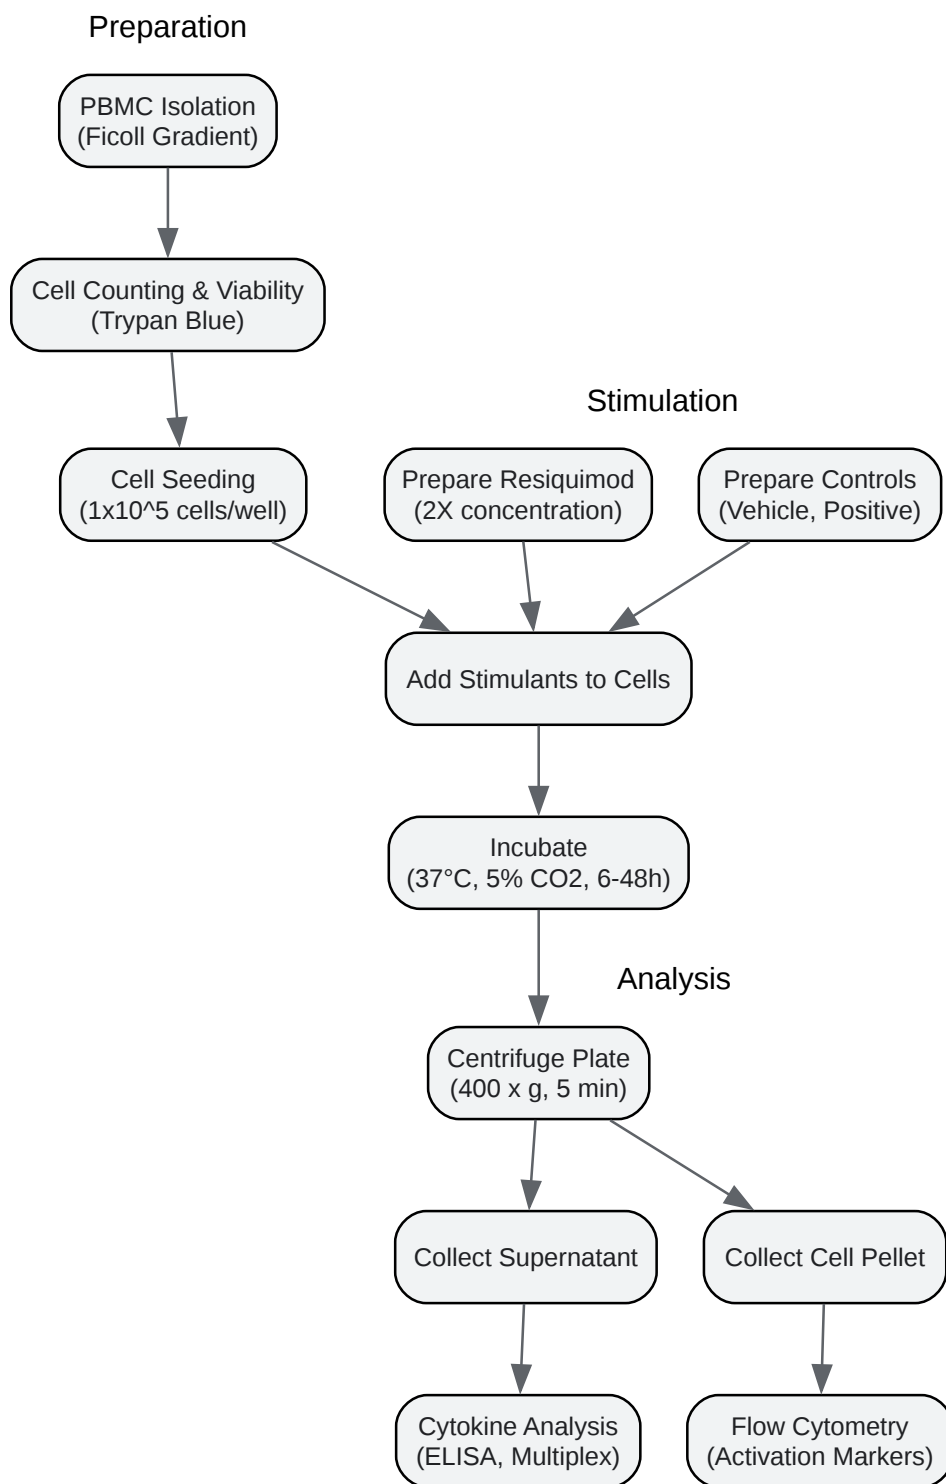 Preparation
PBMC Isolation
(Ficoll Gradient)
Cell Counting & Viability
(Trypan Blue)
Stimulation
Cell Seeding
(1x10^5 cells/well)
Prepare Resiquimod
(2X concentration)
Prepare Controls
(Vehicle, Positive)
Add Stimulants to Cells
Incubate
(37°C, 5% CO2, 6-48h)
Analysis
Centrifuge Plate
(400 x g, 5 min)
Collect Supernatant
Collect Cell Pellet
Cytokine Analysis
(ELISA, Multiplex)
Flow Cytometry
(Activation Markers)